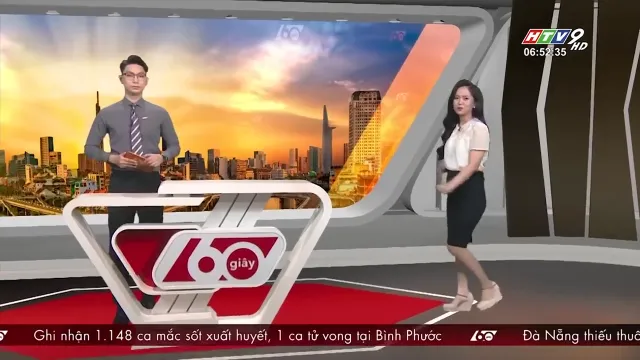 HTV9 HD
06:52:35
60 giây
Ghi nhận 1.148 ca mắc sốt xuất huyết, 1 ca tử vong tại Bình Phước
60
Đà Nẵng thiếu thuố